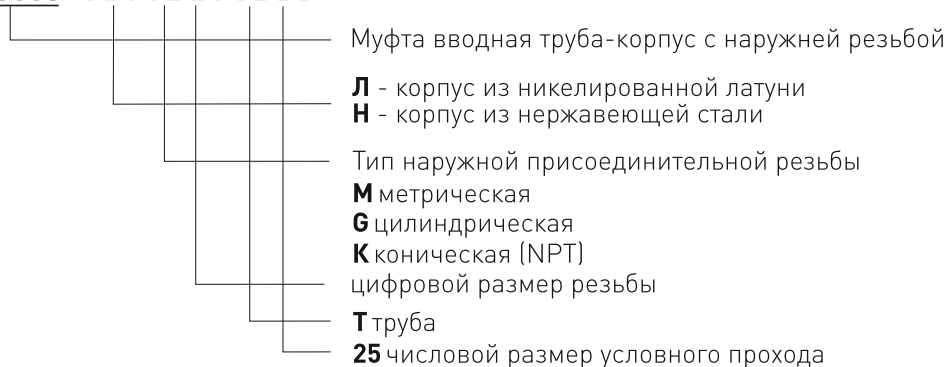 Муфта вводная труба-корпус с наружней резьбой
Л - корпус из никелированной латуни
Н - корпус из нержавеющей стали
Тип наружной присоединительной резьбы
М метрическая
G цилиндрическая
К коническая (NPT)
цифровой размер резьбы
Т труба
25 числовой размер условного прохода